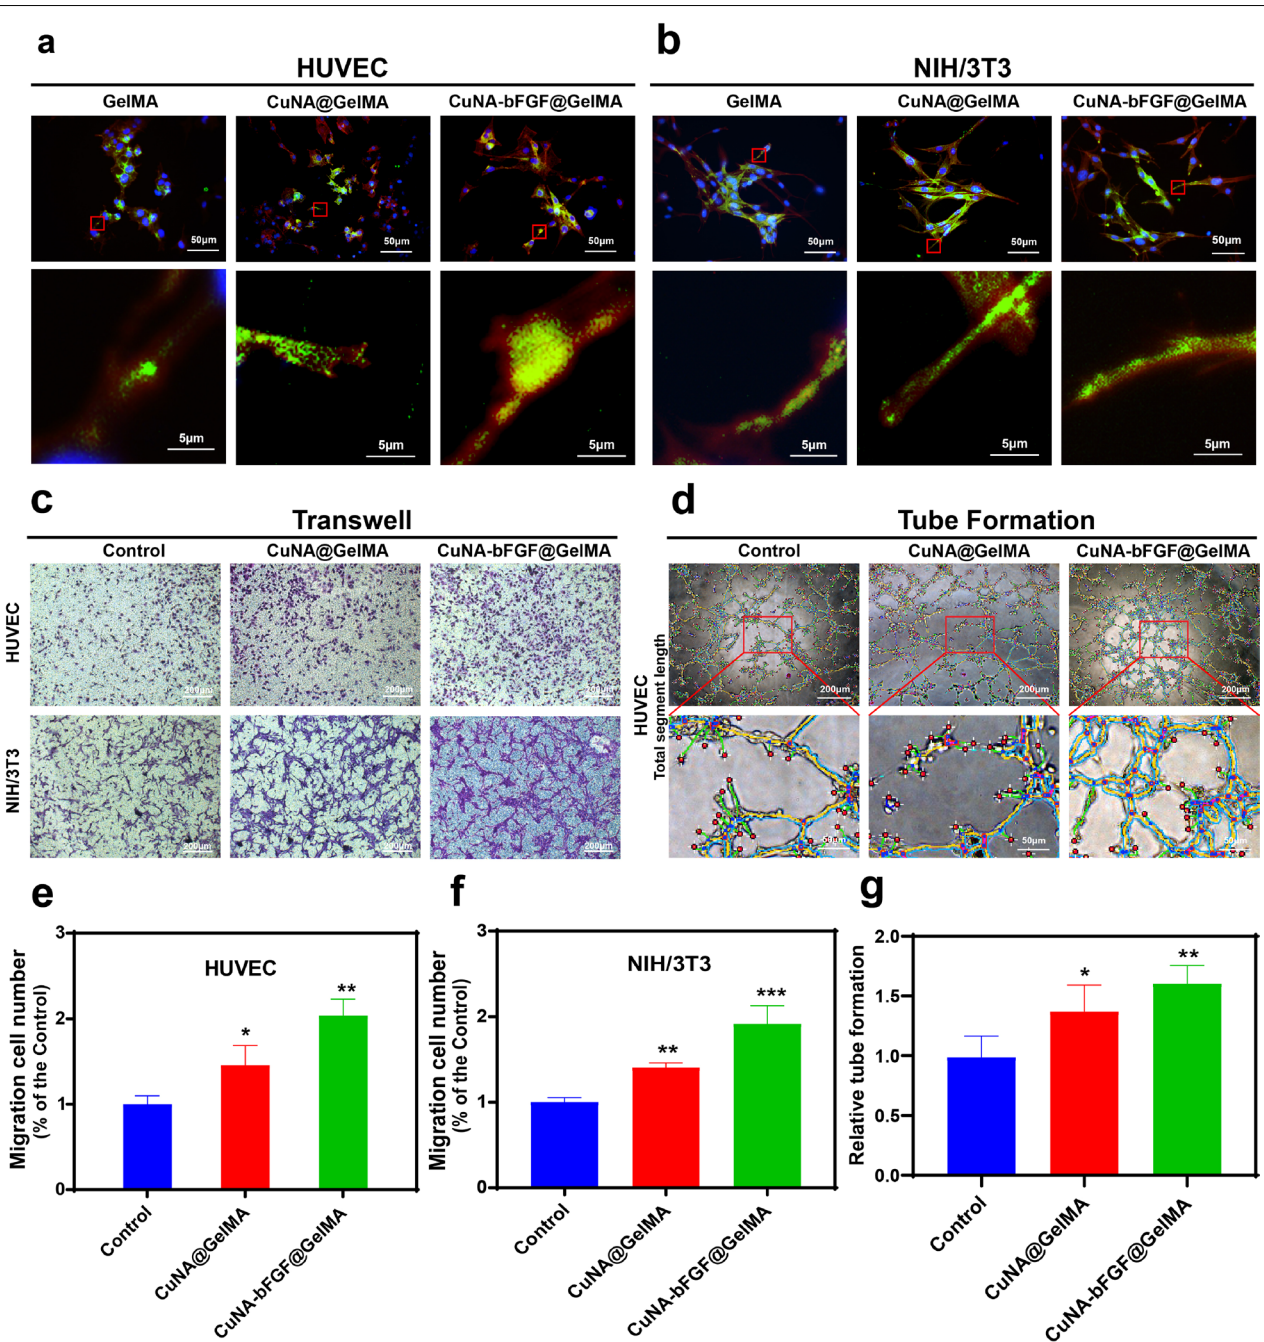 a
HUVEC
GelMA CuNA@GelMA CuNA-bFGF@GelMA
50μm 50μm 50μm
5μm 5μm 5μm
b
NIH/3T3
GelMA CuNA@GelMA CuNA-bFGF@GelMA
50μm 50μm 50μm
5μm 5μm 5μm
c
Transwell
Control CuNA@GelMA CuNA-bFGF@GelMA
HUVEC
200μm 200μm 200μm
NIH/3T3
200μm 200μm 200μm
d
Tube Formation
Control CuNA@GelMA CuNA-bFGF@GelMA
HUVEC
Total segment length
200μm 200μm 200μm
50μm 50μm 50μm
e
Migration cell number
(% of the Control)
HUVEC
3
2
1
0
*
**
Control
CuNA@GelMA
CuNA-bFGF@GelMA
f
Migration cell number
(% of the Control)
NIH/3T3
3
2
1
0
**
***
Control
CuNA@GelMA
CuNA-bFGF@GelMA
g
Relative tube formation
2.0
1.5
1.0
0.5
0.0
*
**
Control
CuNA@GelMA
CuNA-bFGF@GelMA